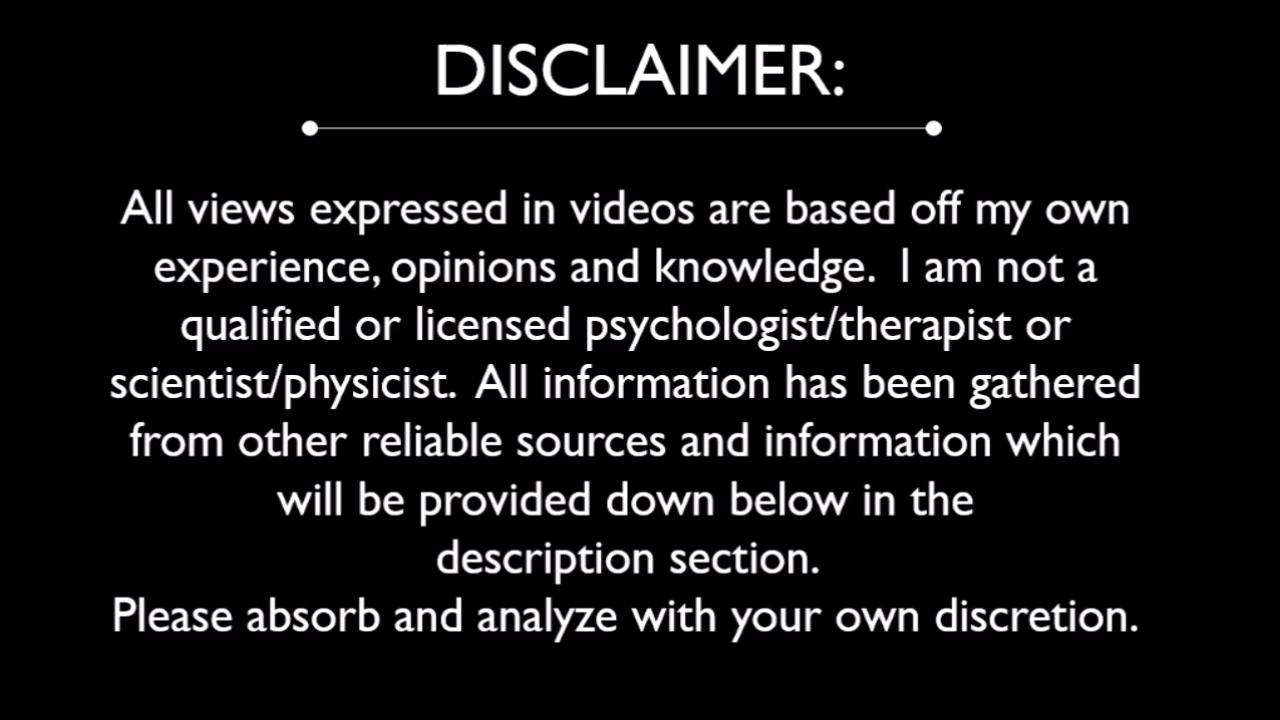 DISCLAIMER:
All views expressed in videos are based off my own
experience, opinions and knowledge.  I am not a
qualified or licensed psychologist/therapist or
scientist/physicist.  All information has been gathered
from other reliable sources and information which
will be provided down below in the
description section.
Please absorb and analyze with your own discretion.